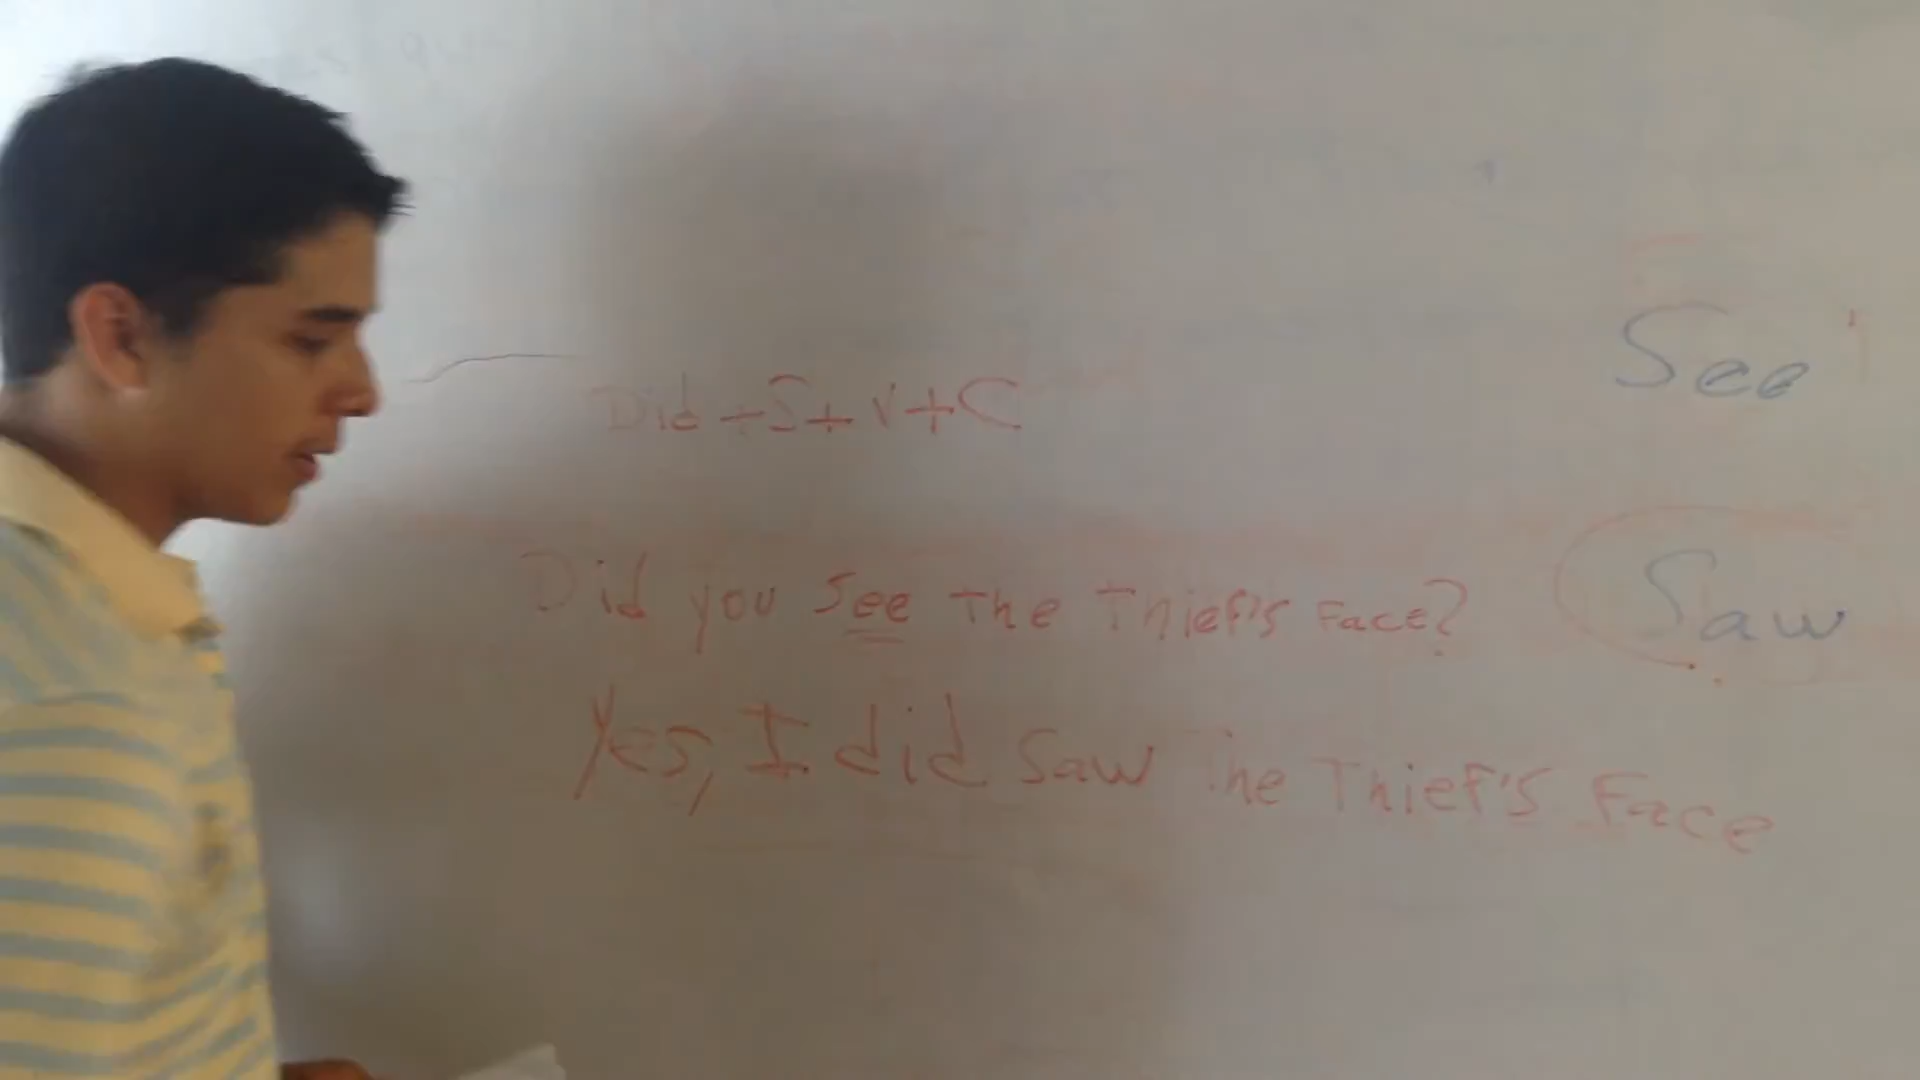 Did + S + V + C
See
Did you see the Thief's Face?
Saw
Yes, I did saw The Thief's Face